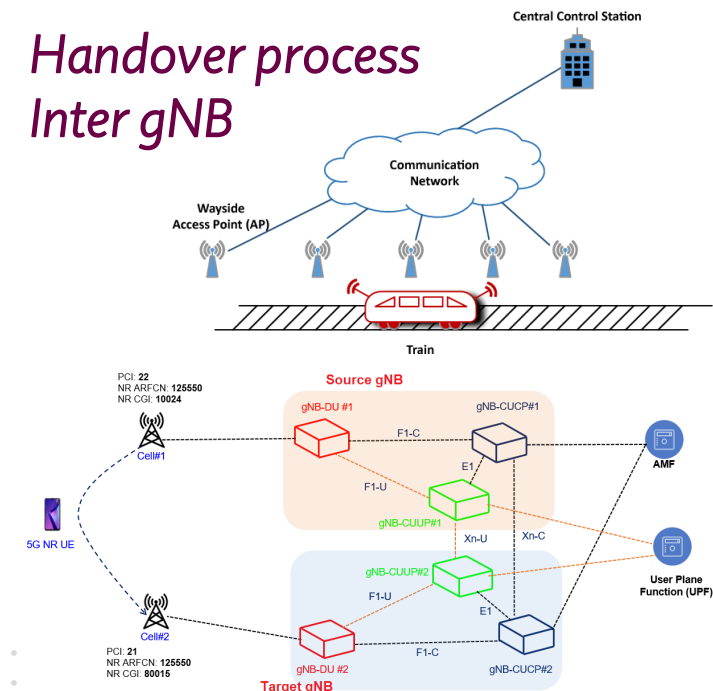 Handover process
Inter gNB
Central Control Station
Communication
Network
Wayside
Access Point (AP)
Train
PCI: 22
NR ARFCN: 125550
NR CGI: 10024
Cell#1
5G NR UE
Cell#2
PCI: 21
NR ARFCN: 125550
NR CGI: 80015
Source gNB
gNB-DU #1
F1-C
gNB-CUCP#1
E1
F1-U
gNB-CUUP#1
Xn-U
Xn-C
AMF
gNB-CUUP#2
F1-U
E1
User Plane
Function (UPF)
F1-C
gNB-DU #2
gNB-CUCP#2
Target gNB